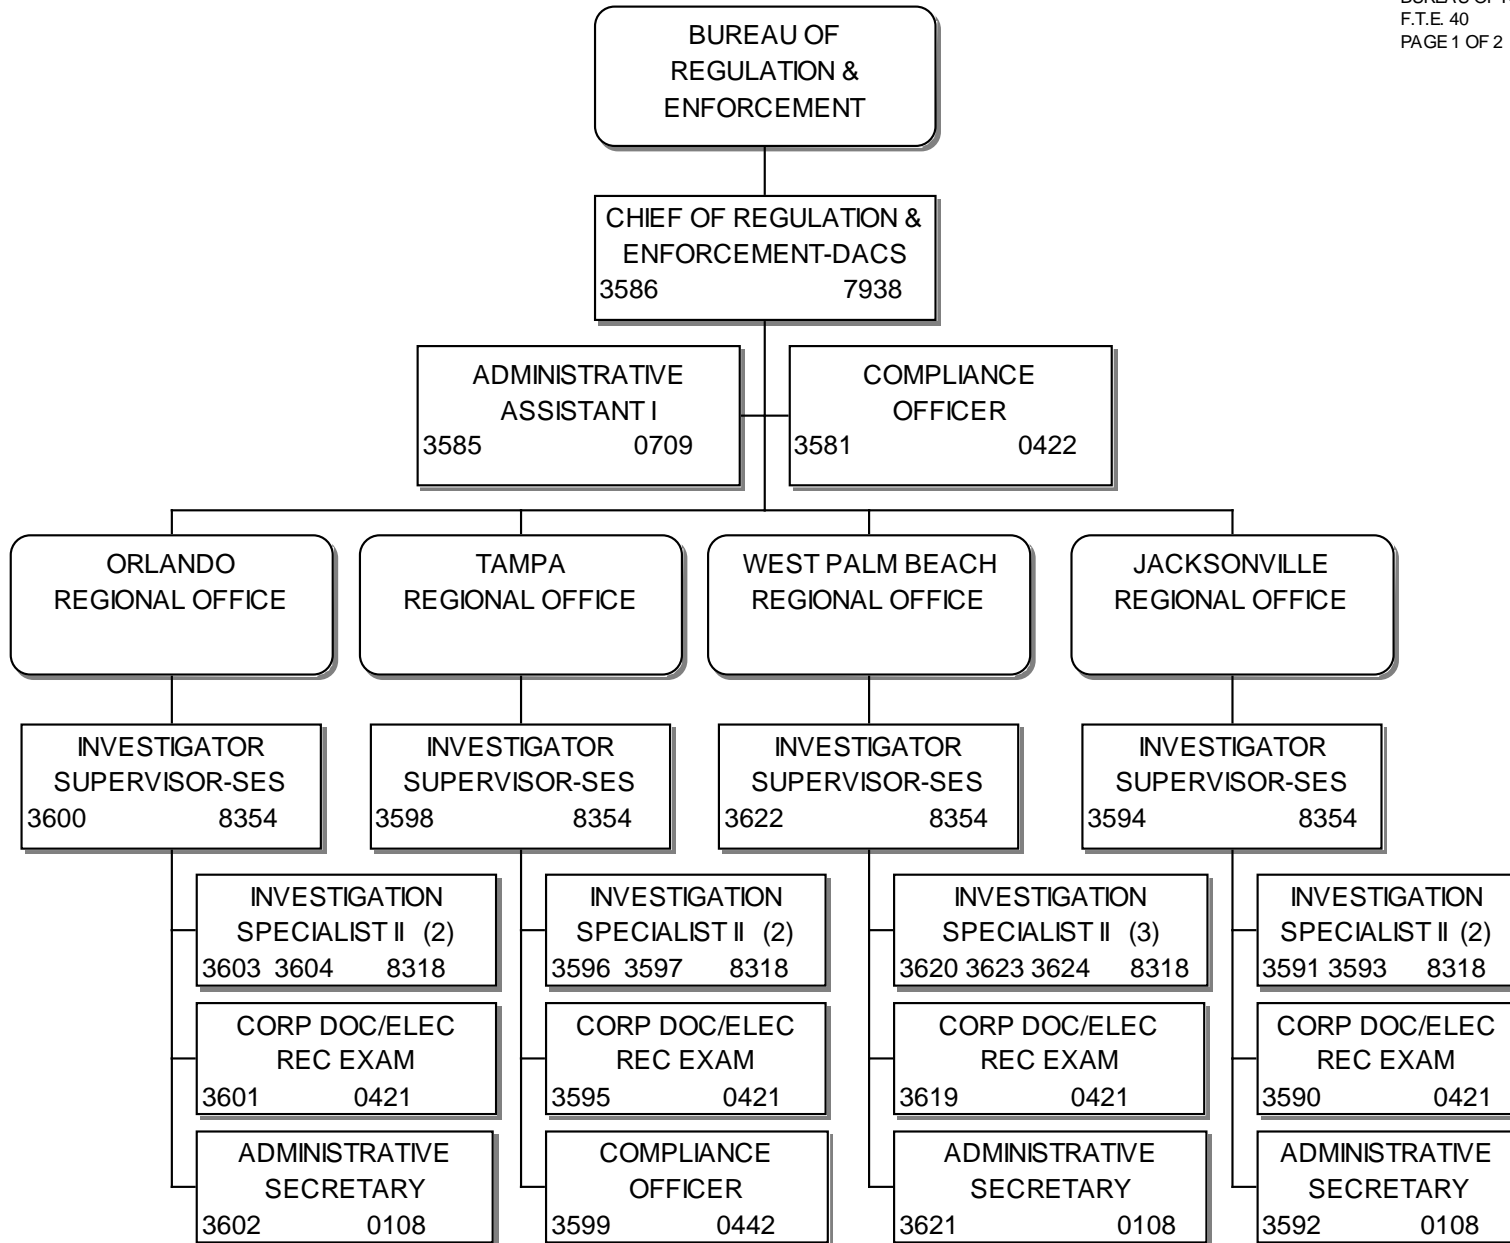 F.T.E. 40
PAGE 1 OF 2
BUREAU OF
REGULATION &
ENFORCEMENT
CHIEF OF REGULATION &
ENFORCEMENT-DACS
3586 7938
ADMINISTRATIVE
ASSISTANT I
3585 0709
COMPLIANCE
OFFICER
3581 0422
ORLANDO
REGIONAL OFFICE
TAMPA
REGIONAL OFFICE
WEST PALM BEACH
REGIONAL OFFICE
JACKSONVILLE
REGIONAL OFFICE
INVESTIGATOR
SUPERVISOR-SES
3600 8354
INVESTIGATOR
SUPERVISOR-SES
3598 8354
INVESTIGATOR
SUPERVISOR-SES
3622 8354
INVESTIGATOR
SUPERVISOR-SES
3594 8354
INVESTIGATION
SPECIALIST II (2)
3603 3604 8318
INVESTIGATION
SPECIALIST II (2)
3596 3597 8318
INVESTIGATION
SPECIALIST II (3)
3620 3623 3624 8318
INVESTIGATION
SPECIALIST II (2)
3591 3593 8318
CORP DOC/ELEC
REC EXAM
3601 0421
CORP DOC/ELEC
REC EXAM
3595 0421
CORP DOC/ELEC
REC EXAM
3619 0421
CORP DOC/ELEC
REC EXAM
3590 0421
ADMINISTRATIVE
SECRETARY
3602 0108
COMPLIANCE
OFFICER
3599 0442
ADMINISTRATIVE
SECRETARY
3621 0108
ADMINISTRATIVE
SECRETARY
3592 0108